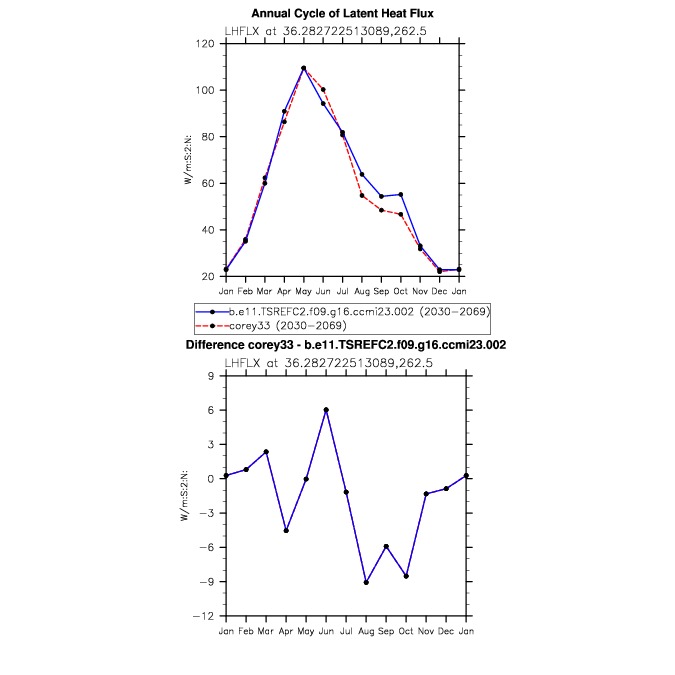 Annual Cycle of Latent Heat Flux
LHFLX at 36.282722513089,262.5
120
100
80
60
40
20
W/m:S:2:N:
Jan Feb Mar Apr May Jun Jul Aug Sep Oct Nov Dec Jan
b.e11.TSREFC2.f09.g16.ccmi23.002 (2030-2069)
corey33 (2030-2069)
Difference corey33 - b.e11.TSREFC2.f09.g16.ccmi23.002
LHFLX at 36.282722513089,262.5
9
6
3
0
-3
-6
-9
-12
W/m:S:2:N:
Jan Feb Mar Apr May Jun Jul Aug Sep Oct Nov Dec Jan